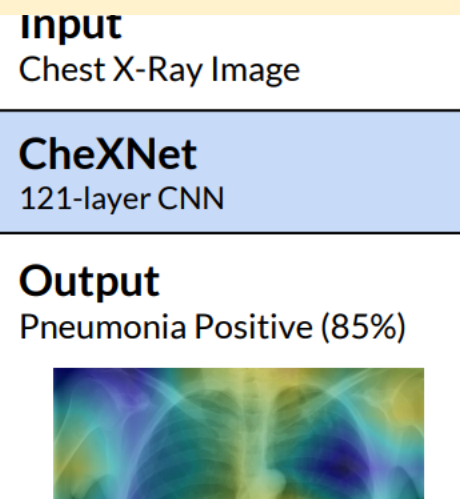 Input
Chest X-Ray Image
CheXNet
121-layer CNN
Output
Pneumonia Positive (85%)